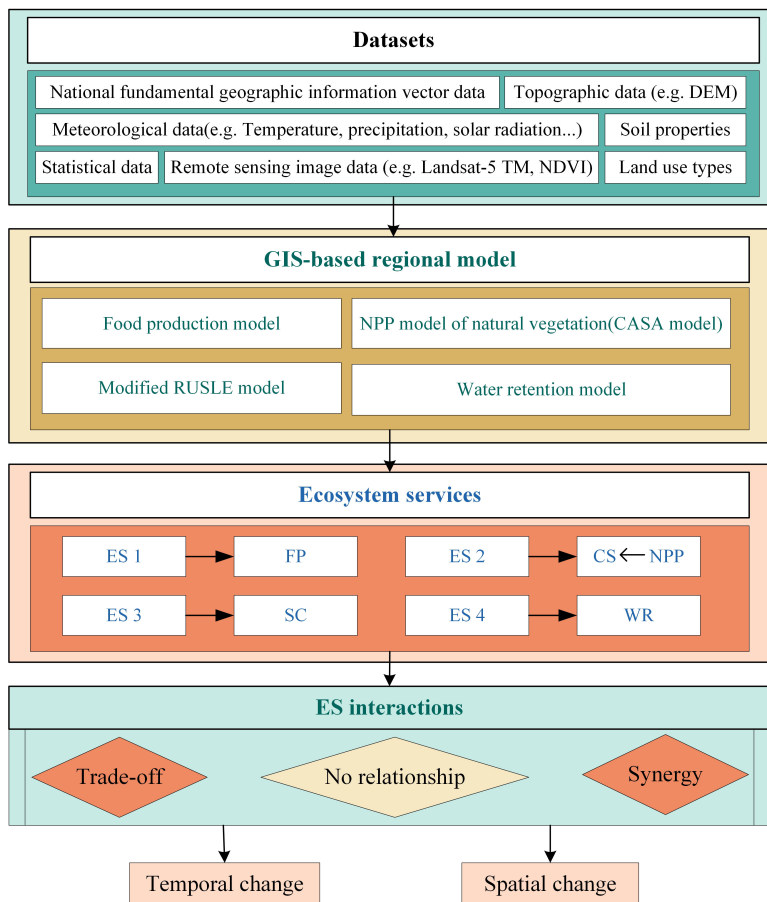 Datasets
National fundamental geographic information vector data
Topographic data (e.g. DEM)
Meteorological data(e.g. Temperature, precipitation, solar radiation...)
Soil properties
Statistical data
Remote sensing image data (e.g. Landsat-5 TM, NDVI)
Land use types
GIS-based regional model
Food production model
NPP model of natural vegetation(CASA model)
Modified RUSLE model
Water retention model
Ecosystem services
ES 1
FP
ES 2
CS
NPP
ES 3
SC
ES 4
WR
ES interactions
Trade-off
No relationship
Synergy
Temporal change
Spatial change